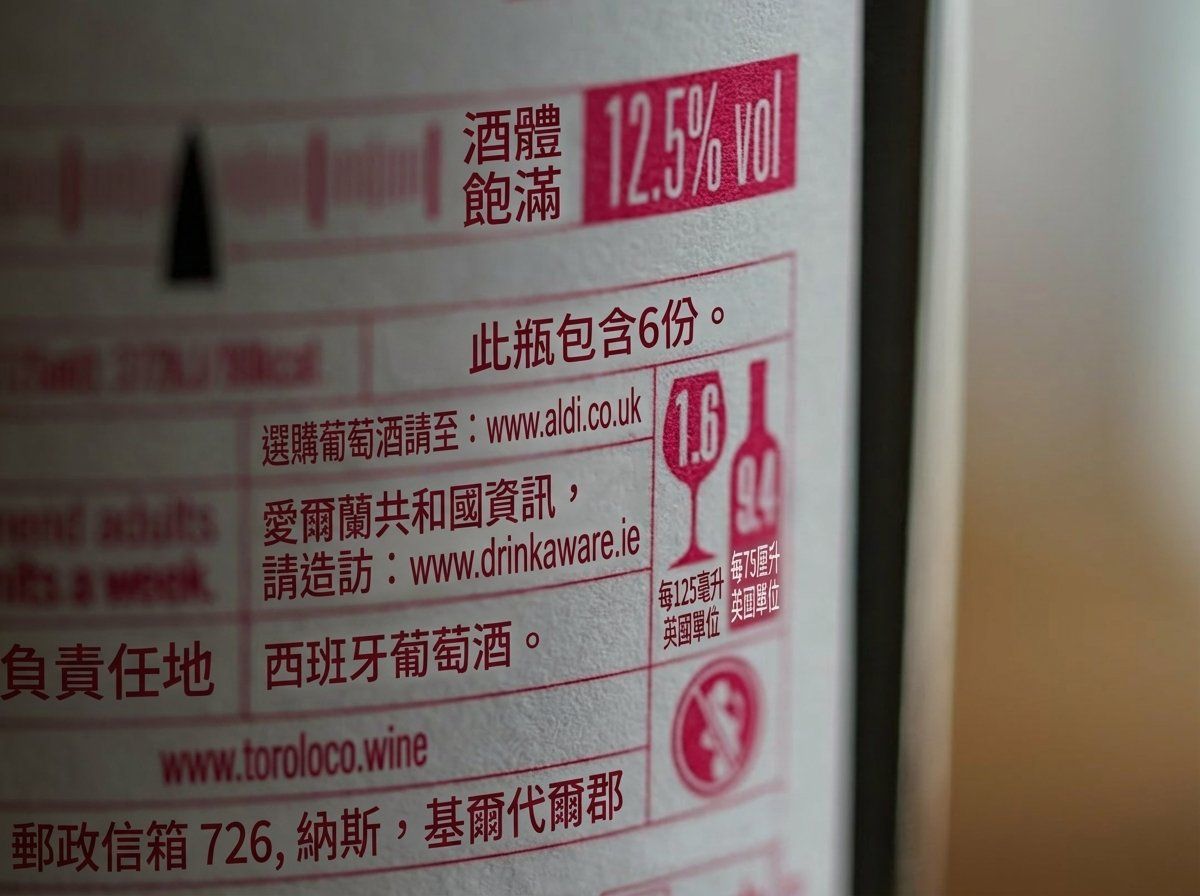 酒體
飽滿
12.5% vol
此瓶包含6份。
選購葡萄酒請至：www.aldi.co.uk
1.6
9.4
愛爾蘭共和國資訊，
請造訪：www.drinkaware.ie
每125毫升
英國單位
每75厘升
英國單位
adults
a week.
負責任地
西班牙葡萄酒。
www.toroloco.wine
郵政信箱 726, 納斯，基爾代爾郡